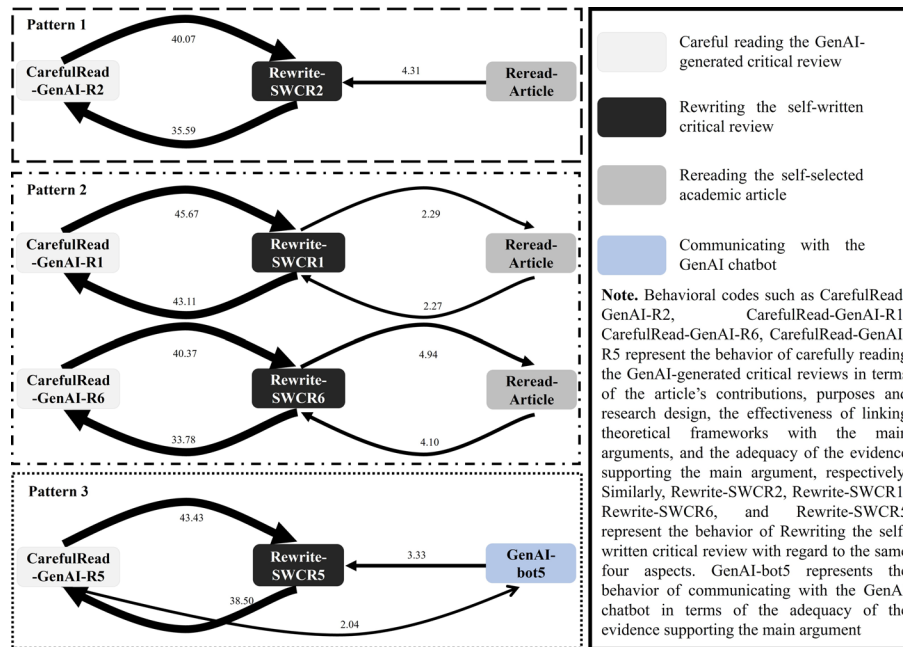 Pattern 1
40.07
CarefulRead
-GenAI-R2
Rewrite-
SWCR2
4.31
Reread-
Article
35.59
Pattern 2
45.67
2.29
CarefulRead
-GenAI-R1
Rewrite-
SWCR1
Reread-
Article
43.11
2.27
40.37
4.94
CarefulRead
-GenAI-R6
Rewrite-
SWCR6
Reread-
Article
33.78
4.10
Pattern 3
43.43
CarefulRead
-GenAI-R5
Rewrite-
SWCR5
3.33
GenAI-
bot5
38.50
2.04
Careful reading the GenAI-
generated critical review
Rewriting the self-written
critical review
Rereading the self-selected
academic article
Communicating with the
GenAI chatbot
Note. Behavioral codes such as CarefulRead
GenAI-R2, CarefulRead-GenAI-R1
CarefulRead-GenAI-R6, CarefulRead-GenAI
R5 represent the behavior of carefully reading
the GenAI-generated critical reviews in terms
of the article's contributions, purposes and
research design, the effectiveness of linking
theoretical frameworks with the main
arguments, and the adequacy of the evidence
supporting the main argument, respectively
Similarly, Rewrite-SWCR2, Rewrite-SWCR1
Rewrite-SWCR6, and Rewrite-SWCR5
represent the behavior of Rewriting the self
written critical review with regard to the same
four aspects. GenAI-bot5 represents the
behavior of communicating with the GenAI
chatbot in terms of the adequacy of the
evidence supporting the main argument